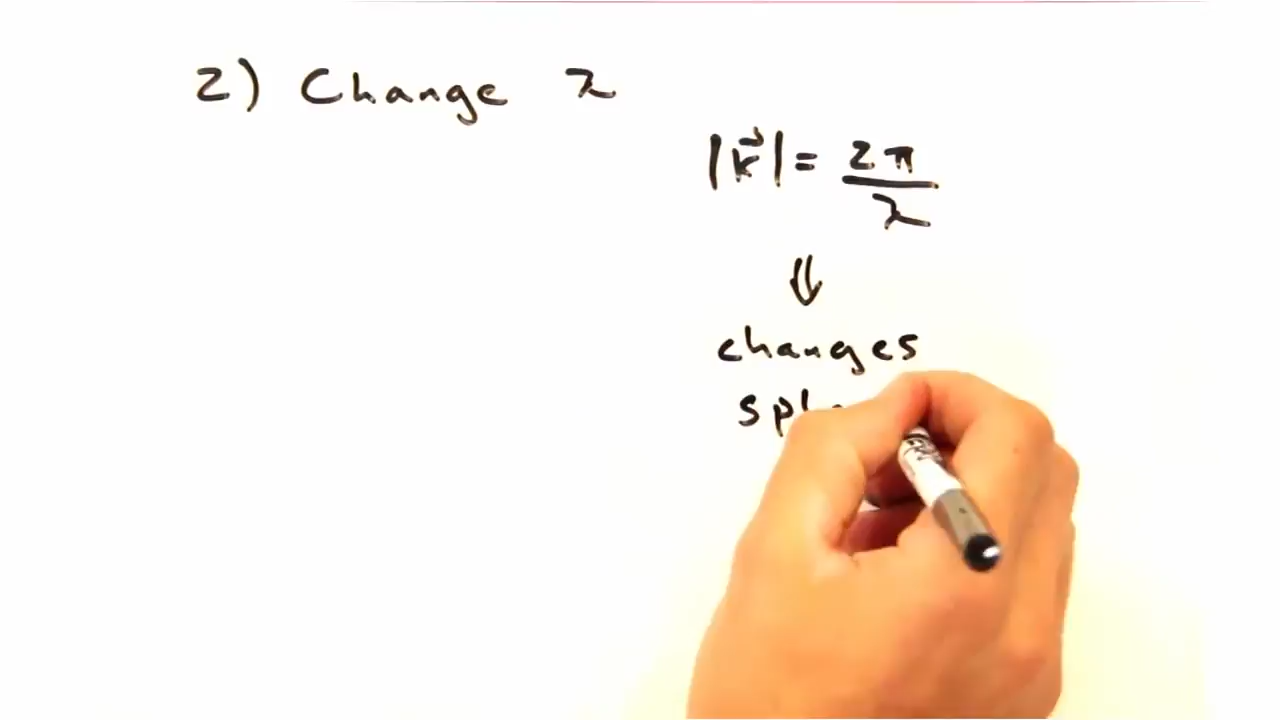 2) Change λ
|k⃗| = 2π/λ
⇓
changes